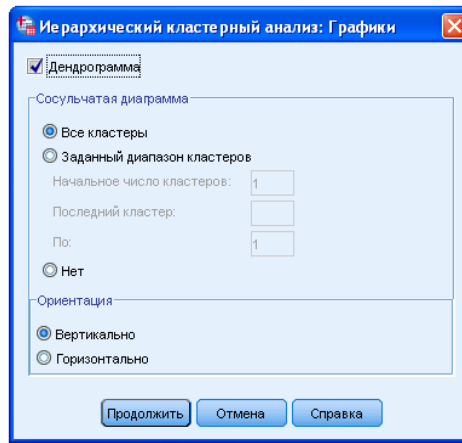 Иерархический кластерный анализ: Графики
Дендрограмма
Сосульчатая диаграмма
Все кластеры
Заданный диапазон кластеров
Начальное число кластеров: 1
Последний кластер:
По: 1
Нет
Ориентация
Вертикально
Горизонтально
Продолжить Отмена Справка